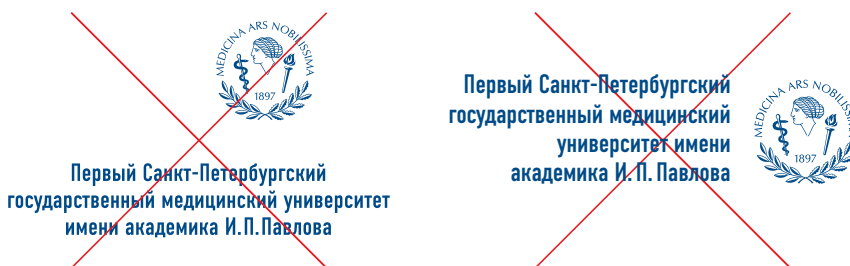 MEDICINA ARS NOBILISSIMA
1897
Первый Санкт-Петербургский
государственный медицинский университет
имени академика И.П.Павлова
Первый Санкт-Петербургский
государственный медицинский
университет имени
академика И. П. Павлова
MEDICINA ARS NOBILISSIMA
1897